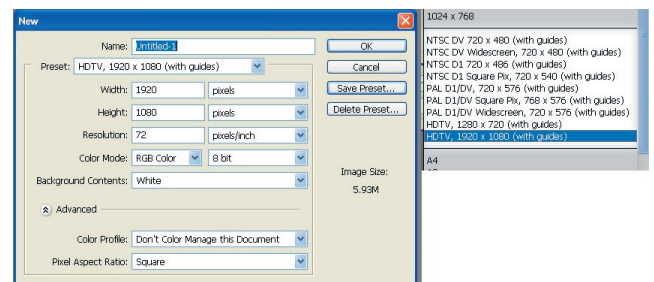 New
Name: Untitled-1
Preset: HDTV, 1920 x 1080 (with guides)
Width: 1920 pixels
Height: 1080 pixels
Resolution: 72 pixels/inch
Color Mode: RGB Color 8 bit
Background Contents: White
Advanced
Color Profile: Don't Color Manage this Document
Pixel Aspect Ratio: Square
OK
Cancel
Save Preset...
Delete Preset...
Image Size:
5.93M
1024 x 768
NTSC DV 720 x 480 (with guides)
NTSC DV Widescreen, 720 x 480 (with guides)
NTSC D1 720 x 486 (with guides)
NTSC D1 Square Pix, 720 x 540 (with guides)
PAL D1/DV, 720 x 576 (with guides)
PAL D1/DV Square Pix, 768 x 576 (with guides)
PAL D1/DV Widescreen, 720 x 576 (with guides)
HDTV, 1280 x 720 (with guides)
HDTV, 1920 x 1080 (with guides)
A4